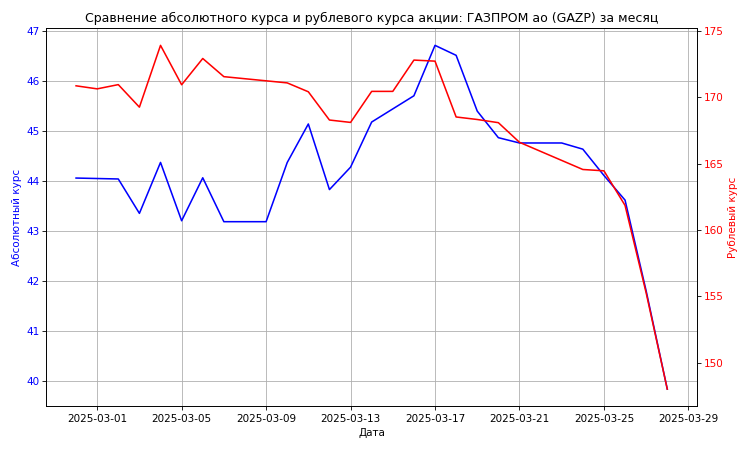 Сравнение абсолютного курса и рублевого курса акции: ГАЗПРОМ ао (GAZP) за месяц
47
46
45
44
43
42
41
40
Абсолютный курс
175
170
165
160
155
150
Рублевый курс
2025-03-01 2025-03-05 2025-03-09 2025-03-13 2025-03-17 2025-03-21 2025-03-25 2025-03-29
Дата